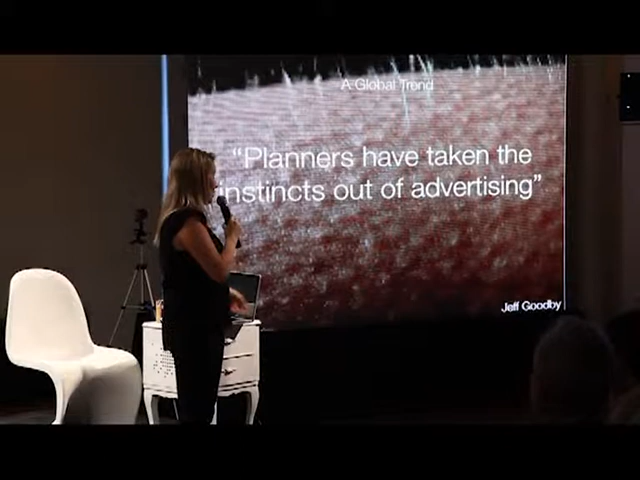 A Global Trend
“Planners have taken the
instincts out of advertising”
Jeff Goodby